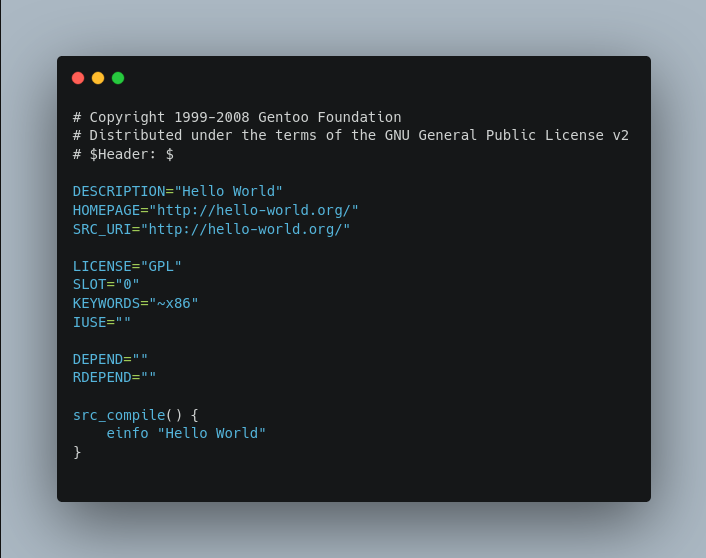 # Copyright 1999-2008 Gentoo Foundation
# Distributed under the terms of the GNU General Public License v2
# $Header: $

DESCRIPTION="Hello World"
HOMEPAGE="http://hello-world.org/"
SRC_URI="http://hello-world.org/"

LICENSE="GPL"
SLOT="0"
KEYWORDS="~x86"
IUSE=""

DEPEND=""
RDEPEND=""

src_compile() {
    einfo "Hello World"
}